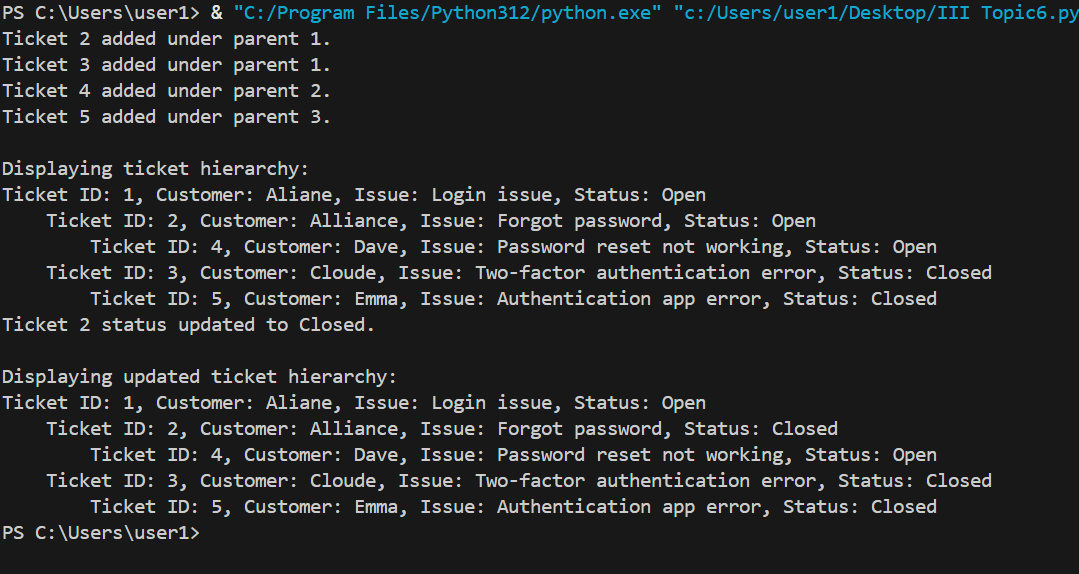 PS C:\Users\user1> & "C:/Program Files/Python312/python.exe" "c:/Users/user1/Desktop/III Topic6.py
Ticket 2 added under parent 1.
Ticket 3 added under parent 1.
Ticket 4 added under parent 2.
Ticket 5 added under parent 3.

Displaying ticket hierarchy:
Ticket ID: 1, Customer: Aliane, Issue: Login issue, Status: Open
    Ticket ID: 2, Customer: Alliance, Issue: Forgot password, Status: Open
        Ticket ID: 4, Customer: Dave, Issue: Password reset not working, Status: Open
    Ticket ID: 3, Customer: Cloude, Issue: Two-factor authentication error, Status: Closed
        Ticket ID: 5, Customer: Emma, Issue: Authentication app error, Status: Closed
Ticket 2 status updated to Closed.

Displaying updated ticket hierarchy:
Ticket ID: 1, Customer: Aliane, Issue: Login issue, Status: Open
    Ticket ID: 2, Customer: Alliance, Issue: Forgot password, Status: Closed
        Ticket ID: 4, Customer: Dave, Issue: Password reset not working, Status: Open
    Ticket ID: 3, Customer: Cloude, Issue: Two-factor authentication error, Status: Closed
        Ticket ID: 5, Customer: Emma, Issue: Authentication app error, Status: Closed
PS C:\Users\user1>